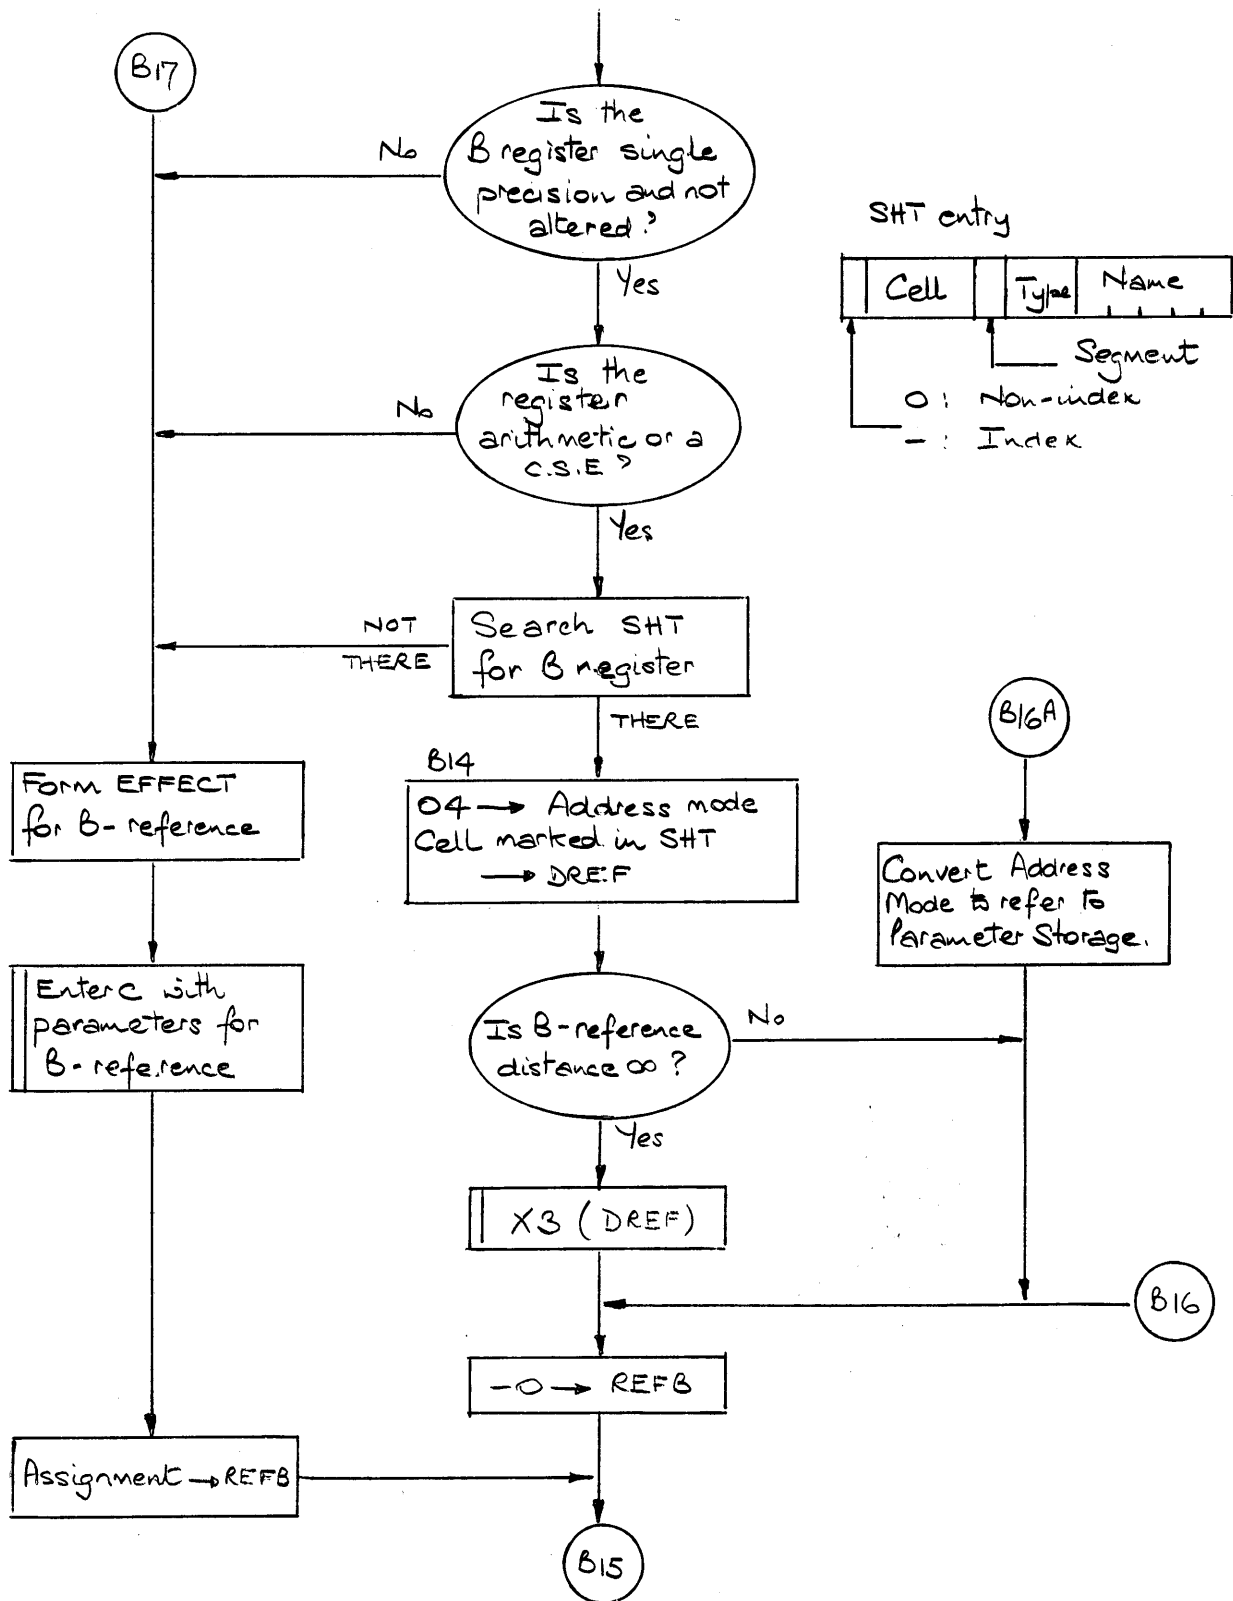 B17
Is the
B register single
precision and not
altered?
No
Yes
SHT entry
Cell
Type
Name
Segment
0 : Non-index
- : Index
Is the
register
arithmetic or a
C.S.E ?
No
Yes
Search SHT
for B register
NOT
THERE
THERE
B16A
Form EFFECT
for B-reference
B14
04 → Address mode
Cell marked in SHT
→ DREF
Convert Address
Mode to refer to
Parameter Storage.
Enter C with
parameters for
B-reference
Is B-reference
distance ∞ ?
No
Yes
X3 (DREF)
B16
-0 → REFB
Assignment → REFB
B15